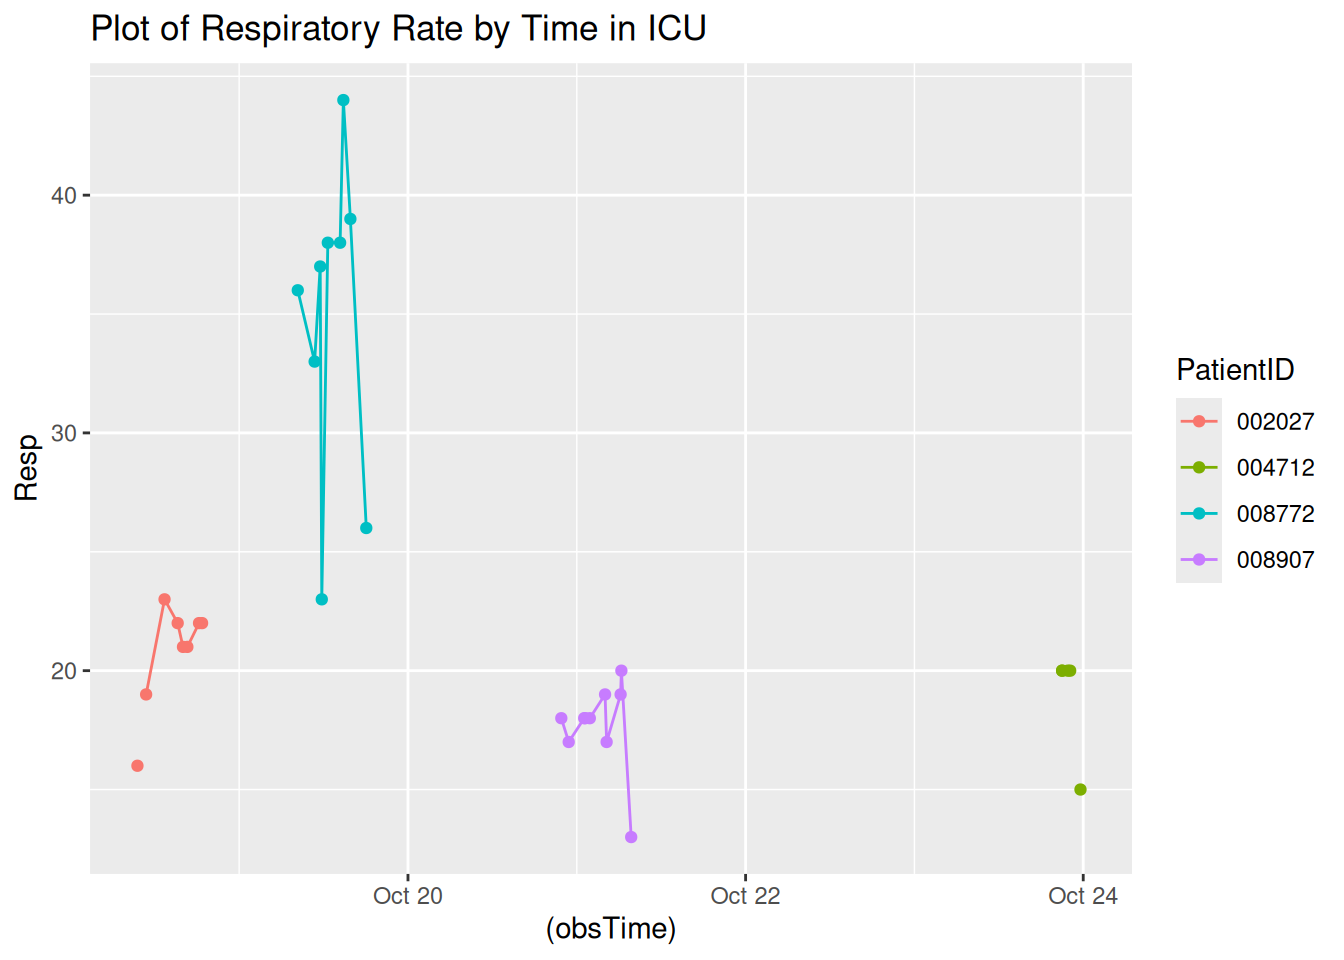 Plot of Respiratory Rate by Time in ICU
40
30
20
Resp
Oct 20
Oct 22
Oct 24
(obsTime)
PatientID
002027
004712
008772
008907